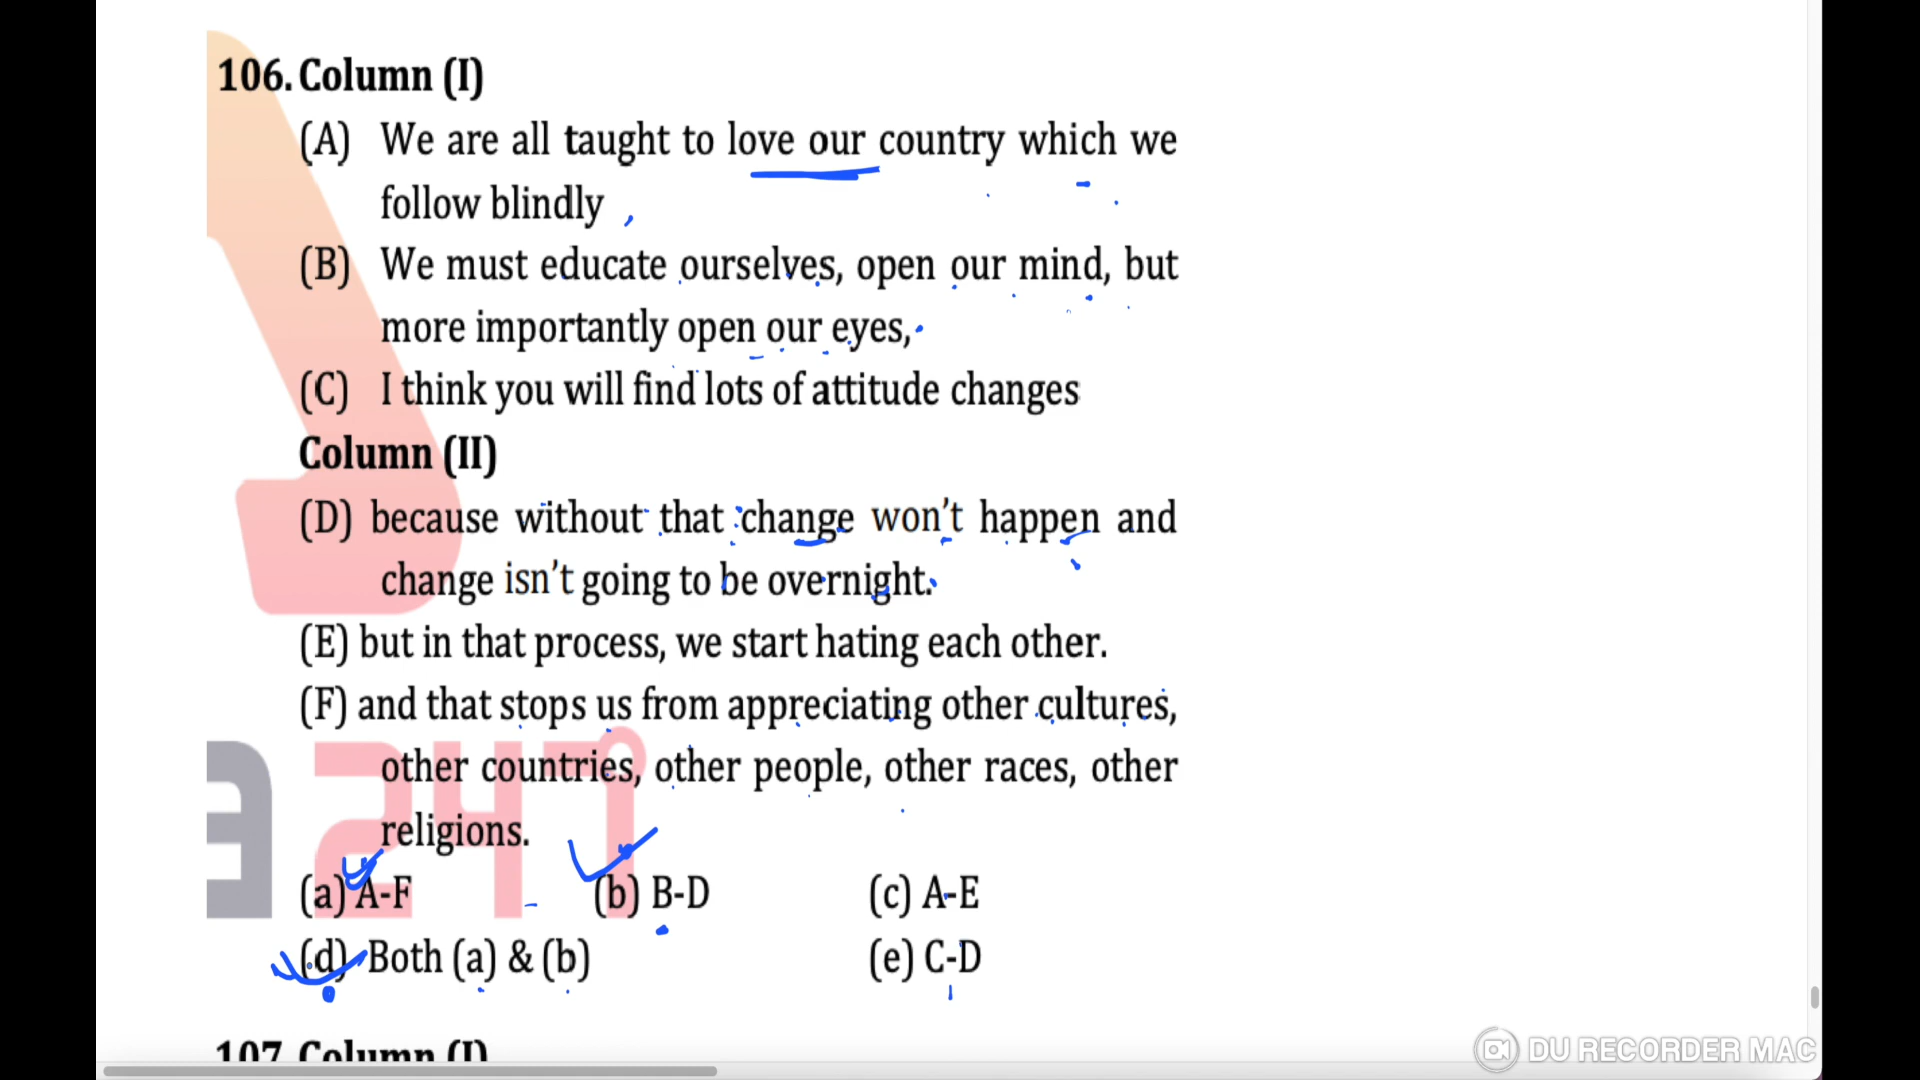 106. Column (I)
(A) We are all taught to love our country which we
follow blindly
(B) We must educate ourselves, open our mind, but
more importantly open our eyes,
(C) I think you will find lots of attitude changes
Column (II)
(D) because without that change won't happen and
change isn't going to be overnight.
(E) but in that process, we start hating each other.
(F) and that stops us from appreciating other cultures,
other countries, other people, other races, other
religions.
(a) A-F (b) B-D (c) A-E
(d) Both (a) & (b) (e) C-D
107. Column (I)
3 247
DU RECORDER MAC